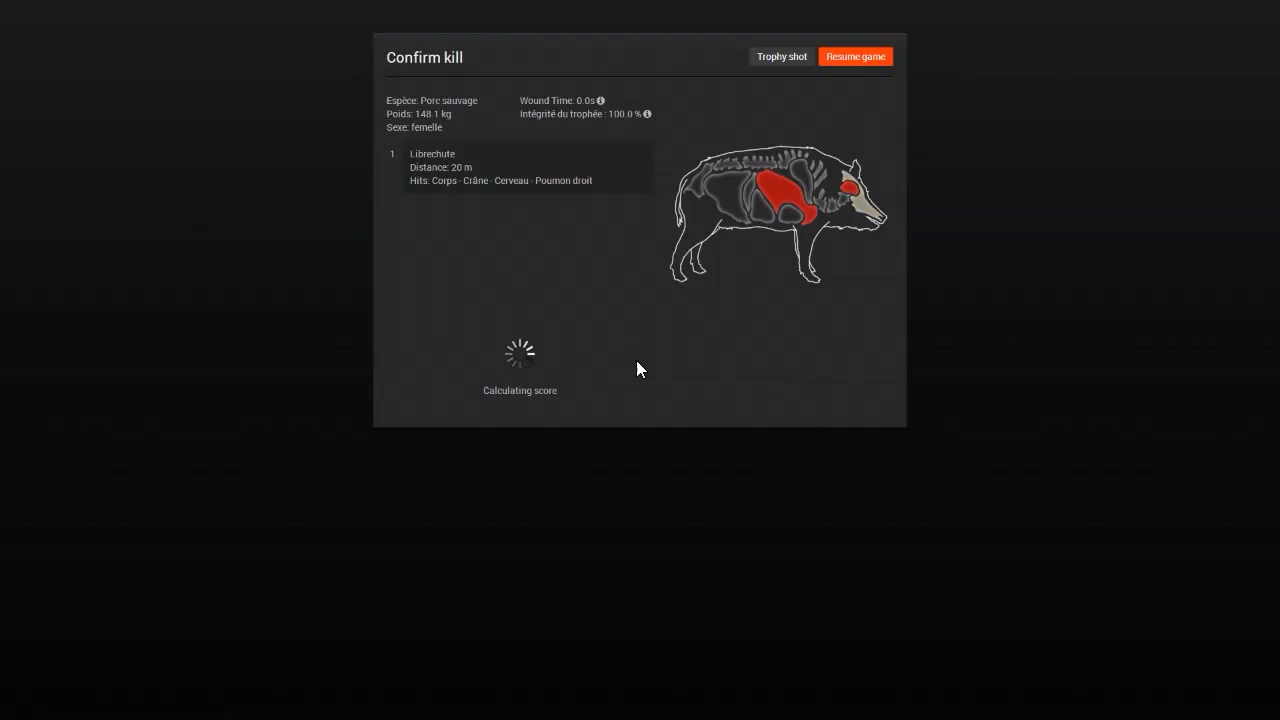 Confirm kill
Trophy shot
Resume game
Espèce: Porc sauvage
Poids: 148.1 kg
Sexe: femelle
Wound Time: 0.0s
Intégrité du trophée : 100.0 %
1. Librechute
Distance: 20 m
Hits: Corps - Crâne - Cerveau - Poumon droit
Calculating score